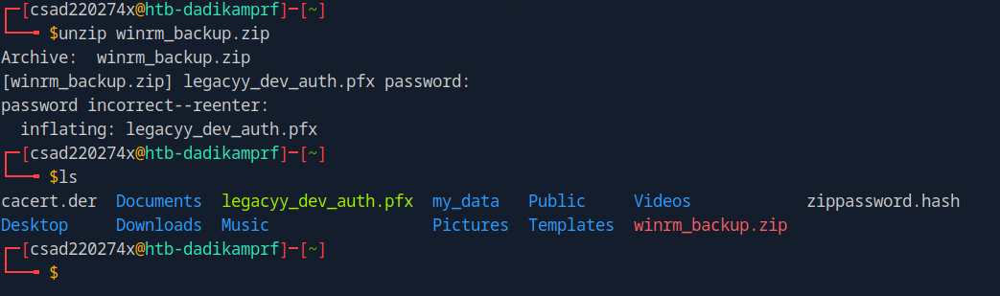 ┌─[csad220274x@htb-dadikamprf]─[~]
└──╼ $unzip winrm_backup.zip
Archive:  winrm_backup.zip
[winrm_backup.zip] legacyy_dev_auth.pfx password:
password incorrect--reenter:
  inflating: legacyy_dev_auth.pfx
┌─[csad220274x@htb-dadikamprf]─[~]
└──╼ $ls
cacert.der  Documents  legacyy_dev_auth.pfx  my_data   Public     Videos            zippassword.hash
Desktop     Downloads  Music                 Pictures  Templates  winrm_backup.zip
┌─[csad220274x@htb-dadikamprf]─[~]
└──╼ $